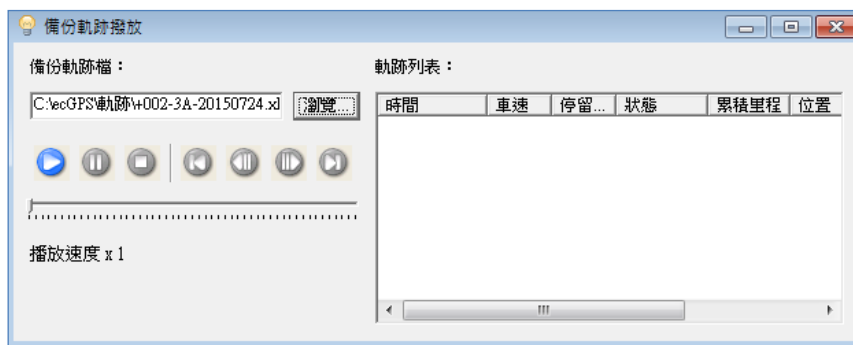 備份軌跡撥放
備份軌跡檔：
C:\ecGPS\軌跡\+002-3A-20150724.xl
瀏覽...
播放速度 x 1
軌跡列表：
時間 車速 停留... 狀態 累積里程 位置